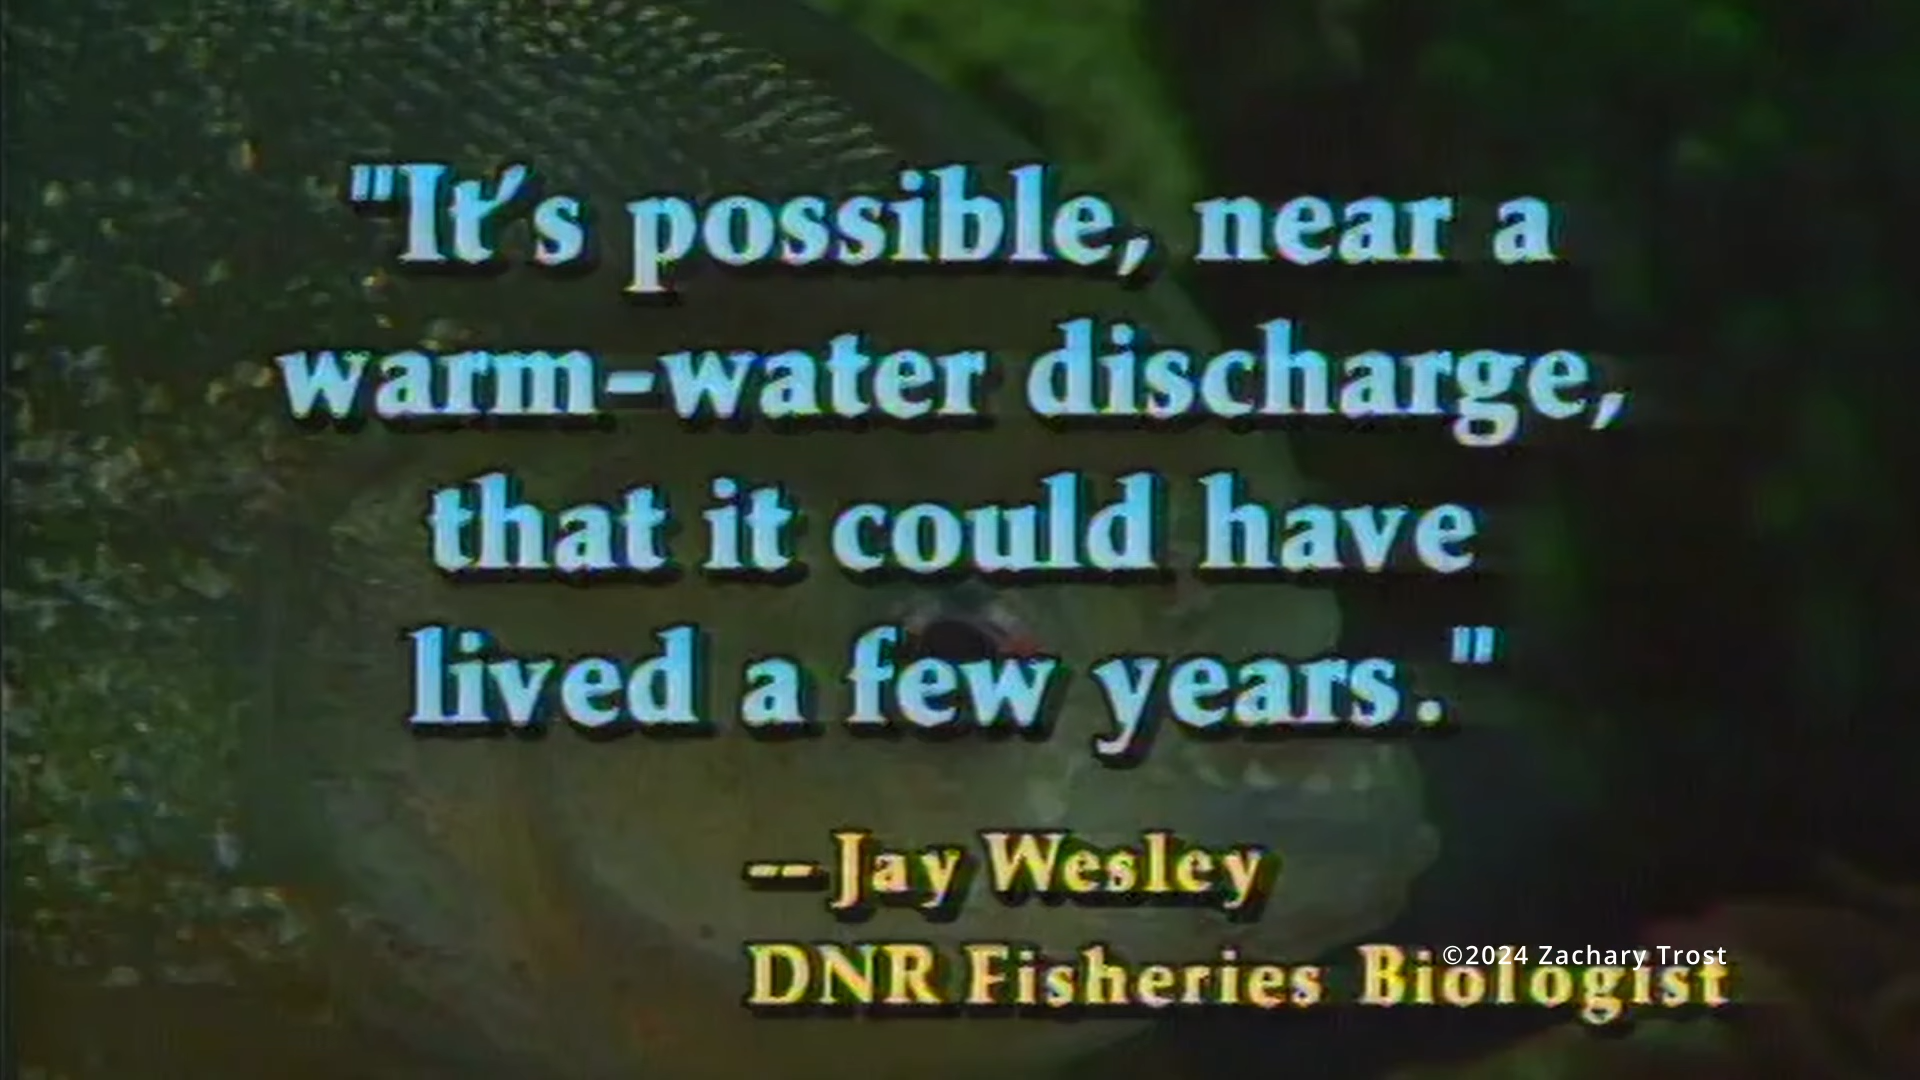 "It's possible, near a
warm-water discharge,
that it could have
lived a few years."
-- Jay Wesley
DNR Fisheries Biologist
©2024 Zachary Trost